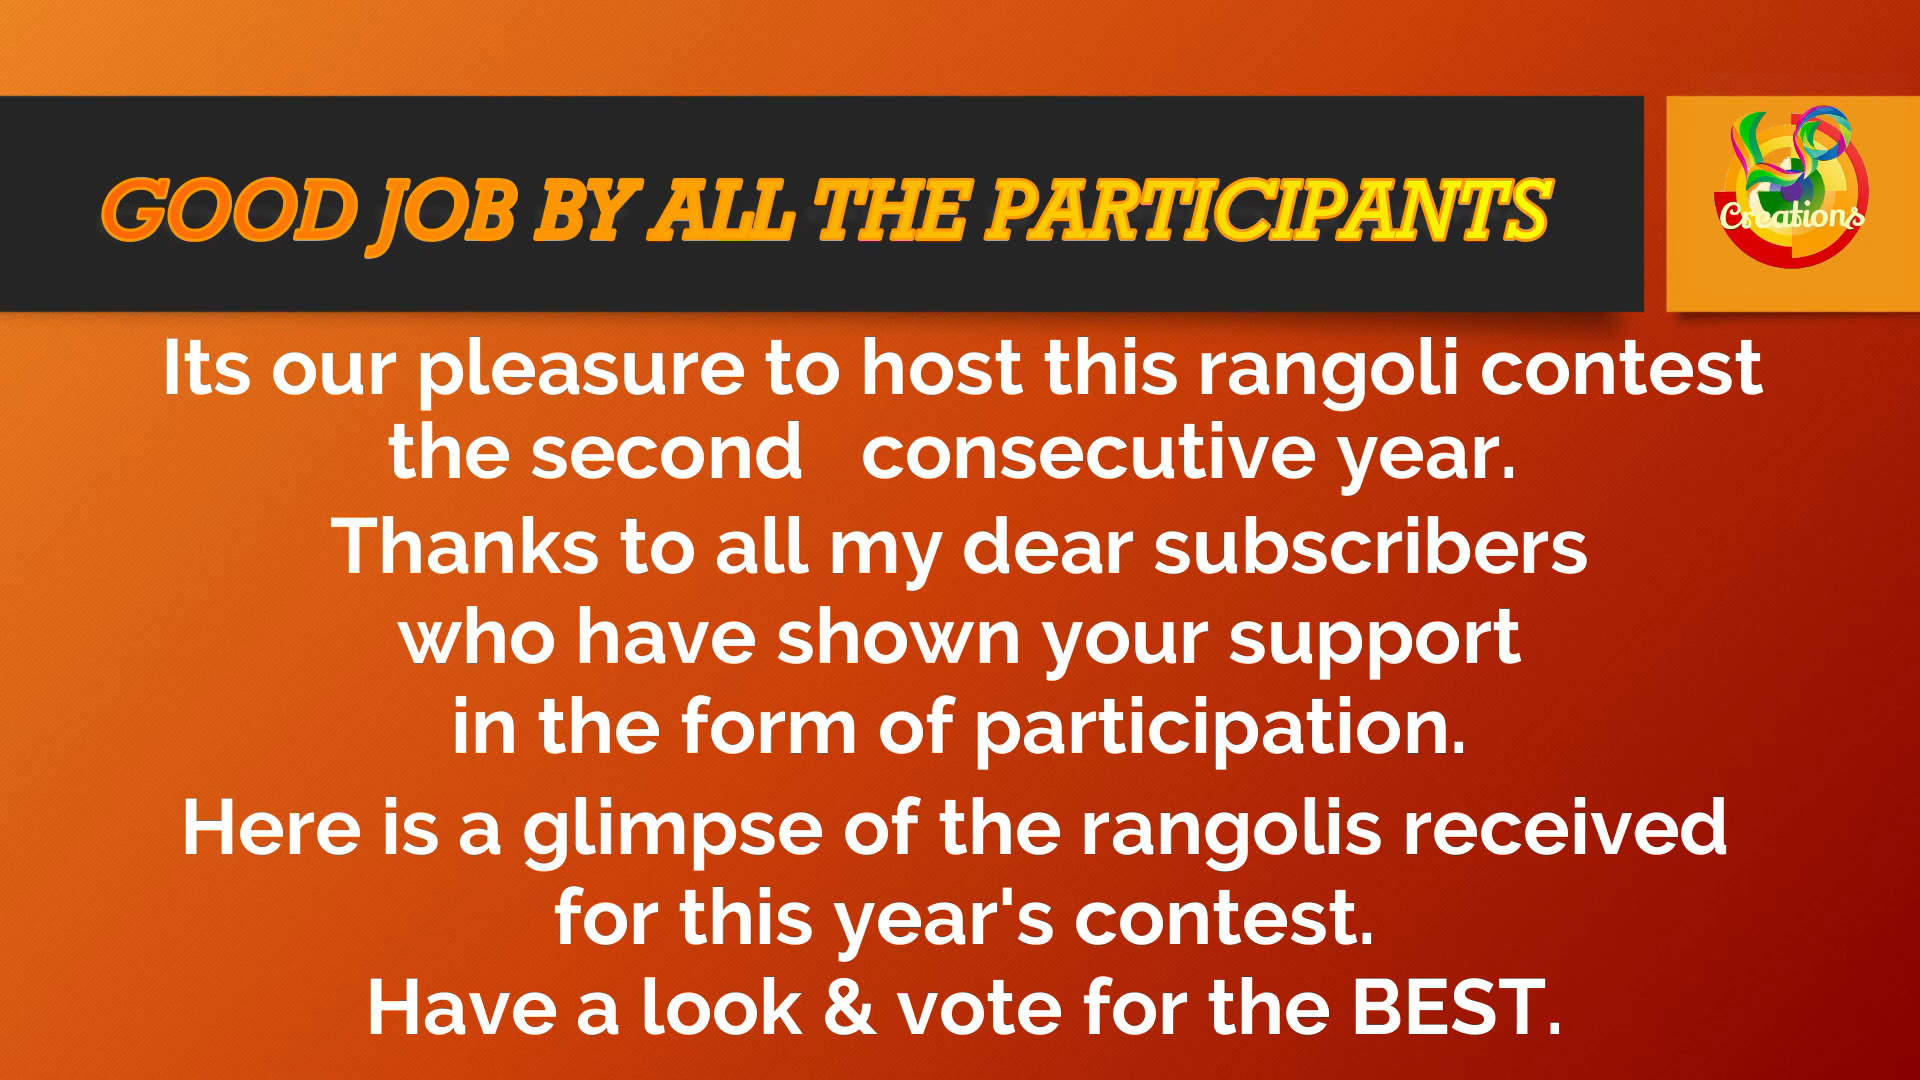 GOOD JOB BY ALL THE PARTICIPANTS
Creations
Its our pleasure to host this rangoli contest
the second   consecutive year.
Thanks to all my dear subscribers
who have shown your support
in the form of participation.
Here is a glimpse of the rangolis received
for this year's contest.
Have a look & vote for the BEST.